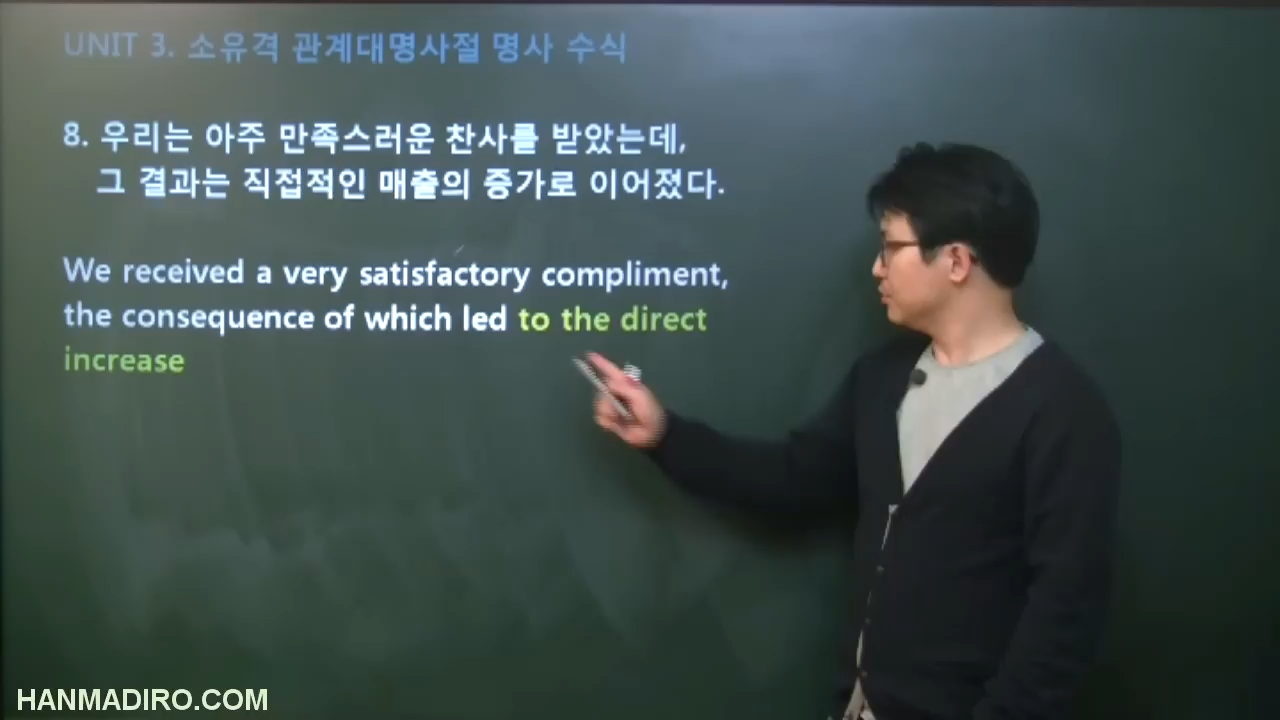 UNIT 3. 소유격 관계대명사절 명사 수식
8. 우리는 아주 만족스러운 찬사를 받았는데,
그 결과는 직접적인 매출의 증가로 이어졌다.
We received a very satisfactory compliment,
the consequence of which led to the direct
increase
HANMADIRO.COM